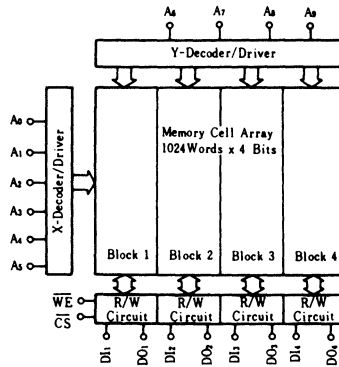 A₆ A₇ A₈ A₉
Y-Decoder/Driver
A₀
A₁
A₂
A₃
A₄
A₅
X-Decoder/Driver
Memory Cell Array
1024Words x 4 Bits
Block 1 Block 2 Block 3 Block 4
W̅E̅
C̅S̅
R/W R/W R/W R/W
Circuit Circuit Circuit Circuit
DI₁ DO₁ DI₂ DO₂ DI₃ DO₃ DI₄ DO₄